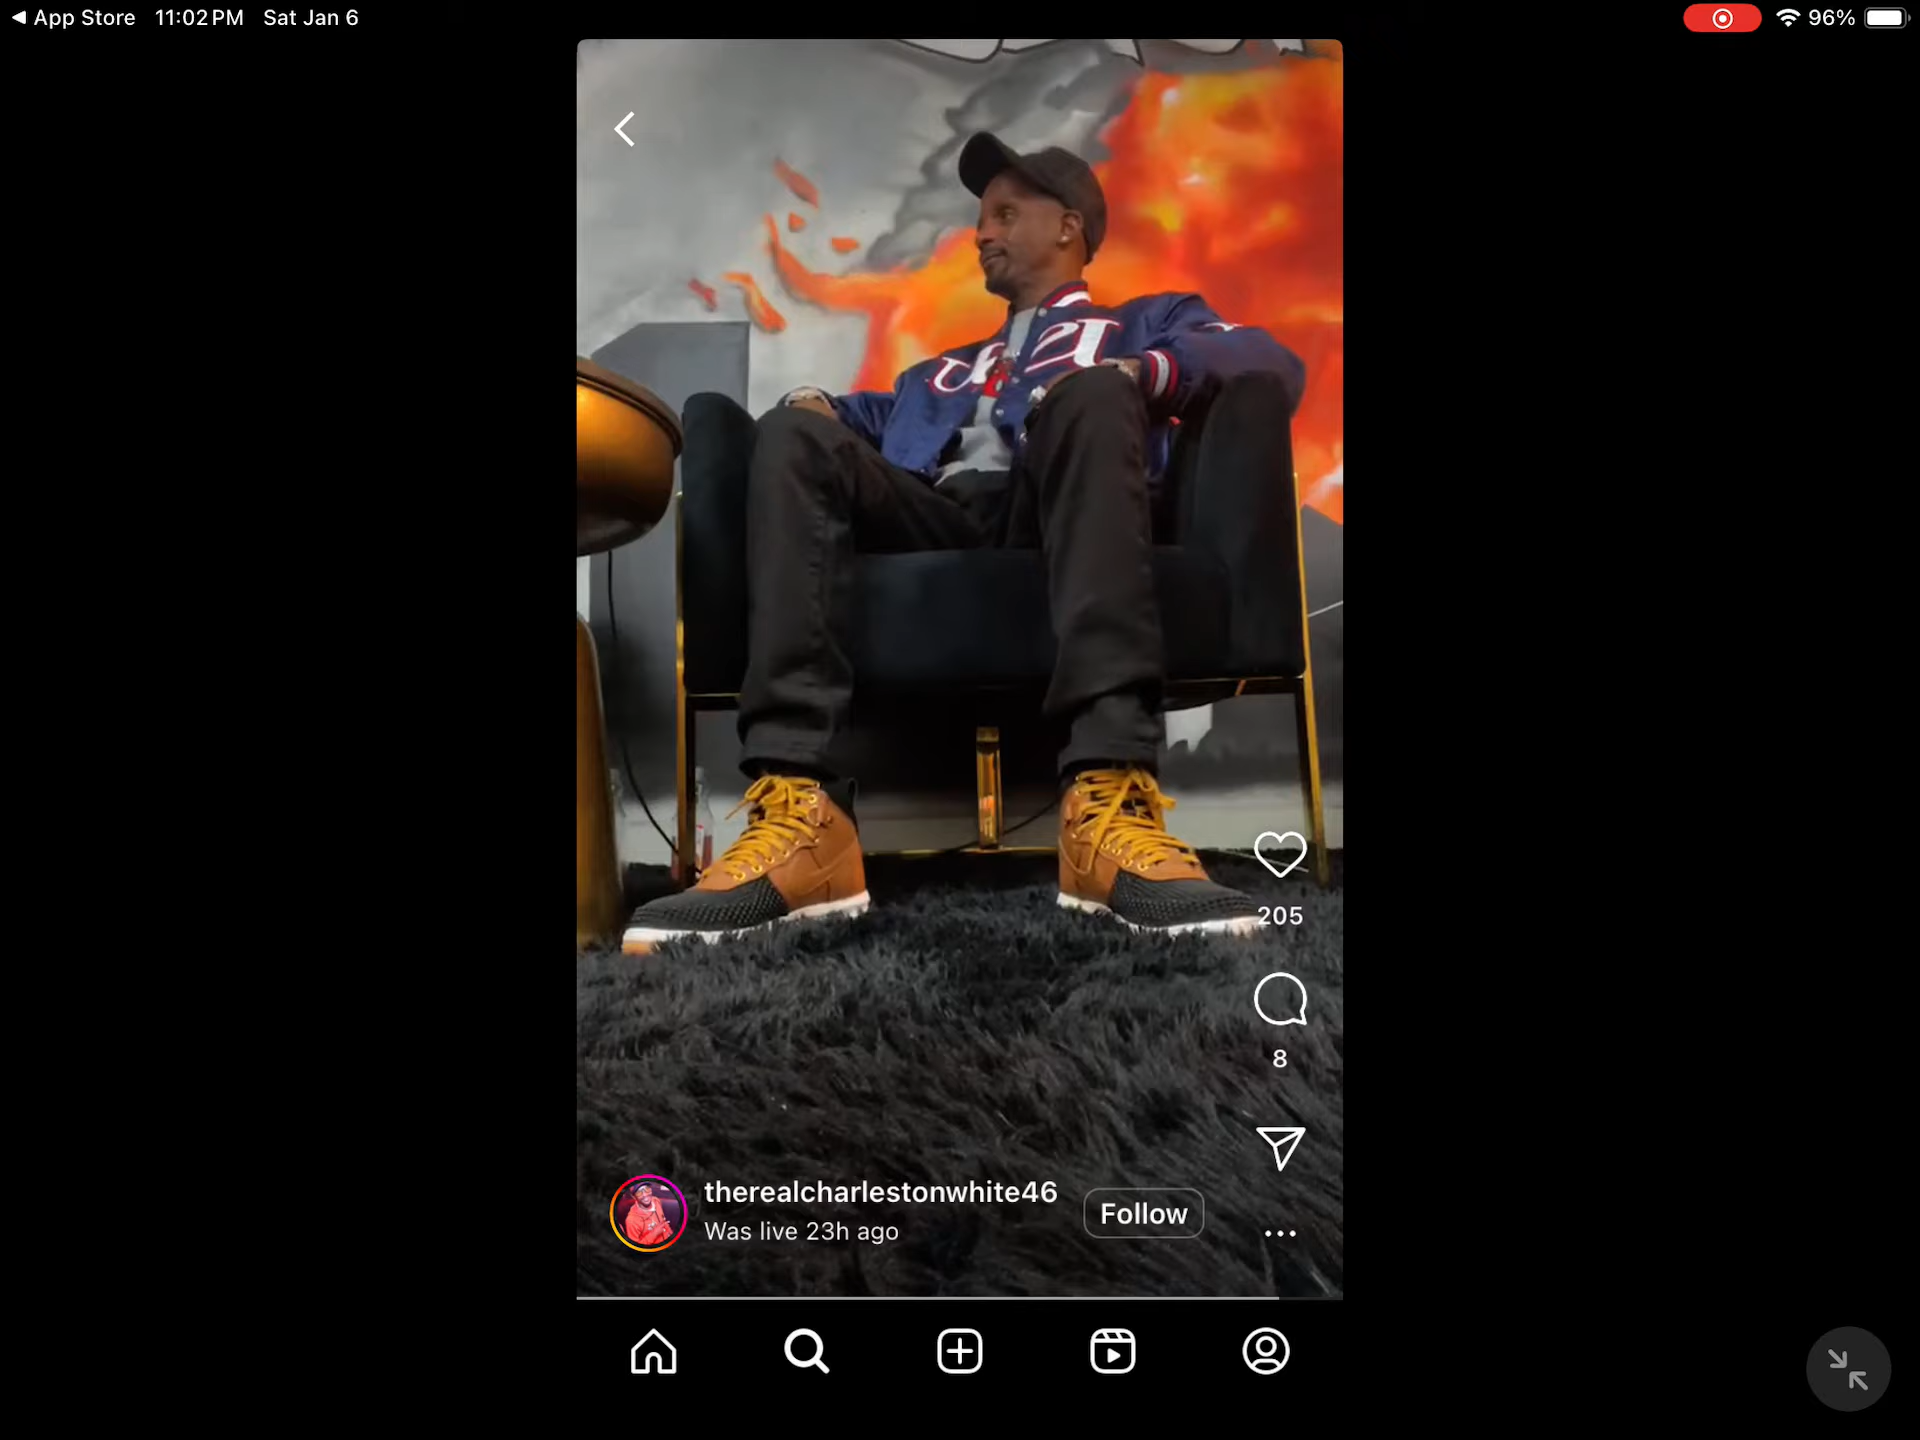 App Store 11:02 PM Sat Jan 6
96%
205
8
therealcharlestonwhite46
Was live 23h ago
Follow